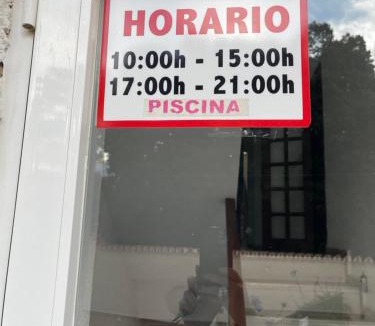 HORARIO
10:00h - 15:00h
17:00h - 21:00h
PISCINA